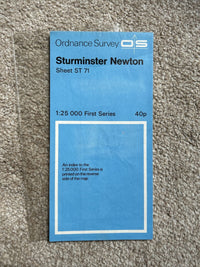 Ordnance Survey OS
Sturminster Newton
Sheet ST 71
1:25 000 First Series 40p
An index to the
1:25 000 First Series is
printed on the reverse
side of the map